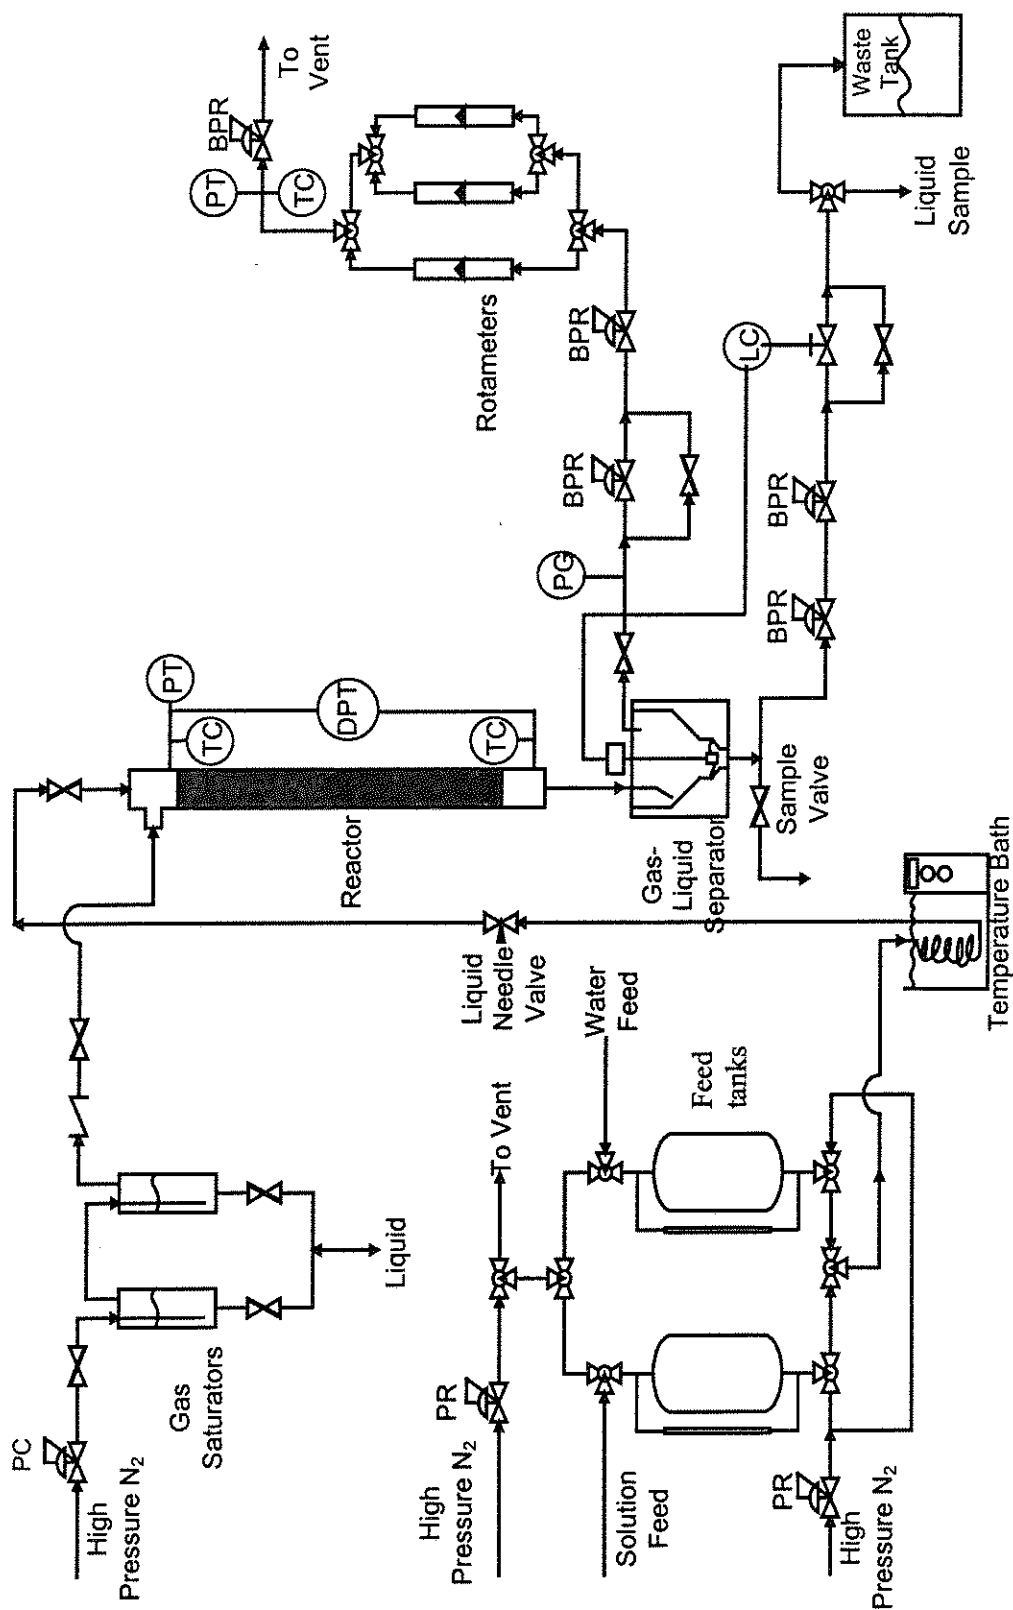 PC
High
Pressure N₂
Gas
Saturators
Liquid
High
Pressure N₂
PR
To Vent
Solution
Feed
Water
Feed
Feed
tanks
High
Pressure N₂
PR
Liquid
Needle
Valve
Temperature Bath
Reactor
PT
TC
DPT
TC
Gas-
Liquid
Separator
Sample
Valve
PG
BPR
BPR
Rotameters
PT
TC
BPR
To
Vent
BPR
BPR
LC
Liquid
Sample
Waste
Tank